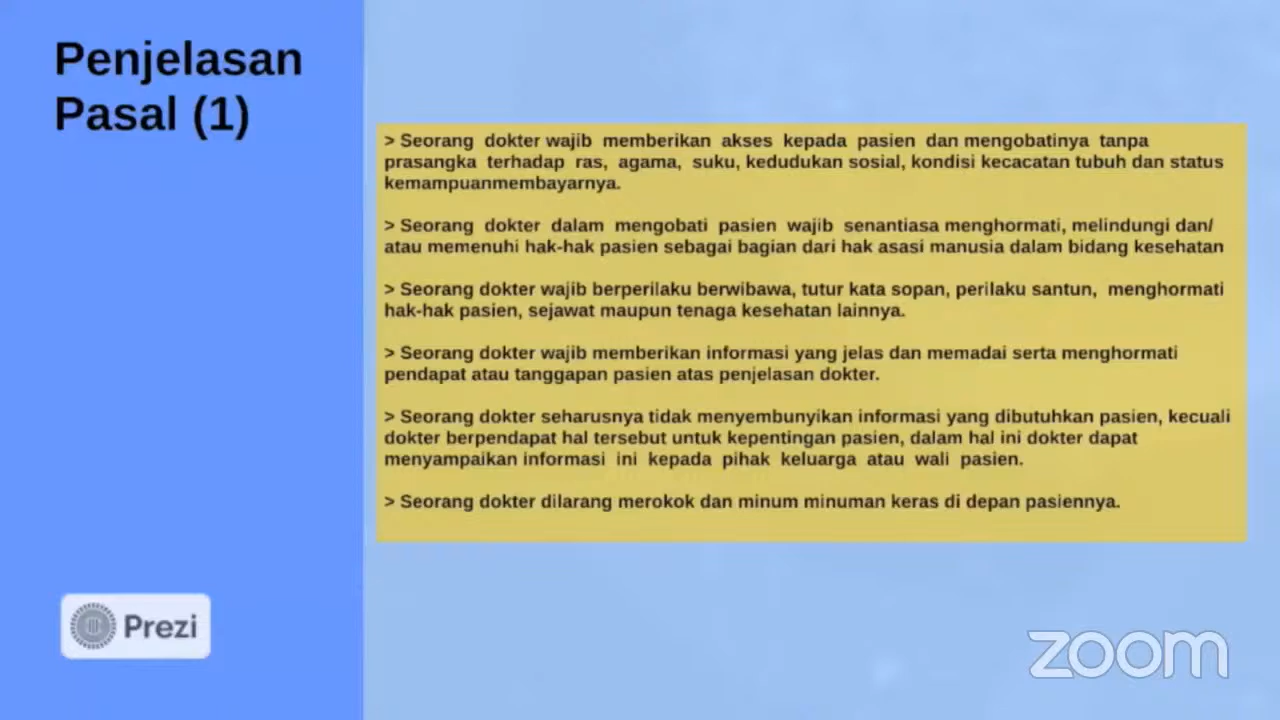 Penjelasan
Pasal (1)
> Seorang dokter wajib memberikan akses kepada pasien dan mengobatinya tanpa
prasangka terhadap ras, agama, suku, kedudukan sosial, kondisi kecacatan tubuh dan status
kemampuanmembayarnya.
> Seorang dokter dalam mengobati pasien wajib senantiasa menghormati, melindungi dan/
atau memenuhi hak-hak pasien sebagai bagian dari hak asasi manusia dalam bidang kesehatan
> Seorang dokter wajib berperilaku berwibawa, tutur kata sopan, perilaku santun, menghormati
hak-hak pasien, sejawat maupun tenaga kesehatan lainnya.
> Seorang dokter wajib memberikan informasi yang jelas dan memadai serta menghormati
pendapat atau tanggapan pasien atas penjelasan dokter.
> Seorang dokter seharusnya tidak menyembunyikan informasi yang dibutuhkan pasien, kecuali
dokter berpendapat hal tersebut untuk kepentingan pasien, dalam hal ini dokter dapat
menyampaikan informasi ini kepada pihak keluarga atau wali pasien.
> Seorang dokter dilarang merokok dan minum minuman keras di depan pasiennya.
Prezi
zoom